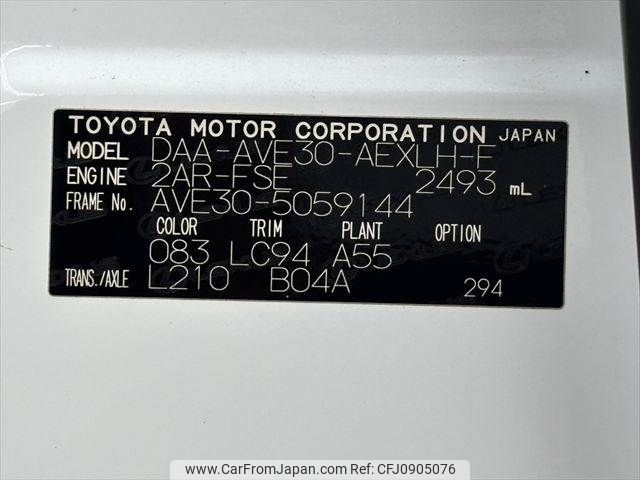 TOYOTA MOTOR CORPORATION JAPAN
MODEL DAA-AVE30-AEXLH-F
ENGINE 2AR-FSE 2493 mL
FRAME No. AVE30-5059144
COLOR TRIM PLANT OPTION
083 LC94 A55
TRANS./AXLE L210 B04A 294
www.CarFromJapan.com | CFJ0905076